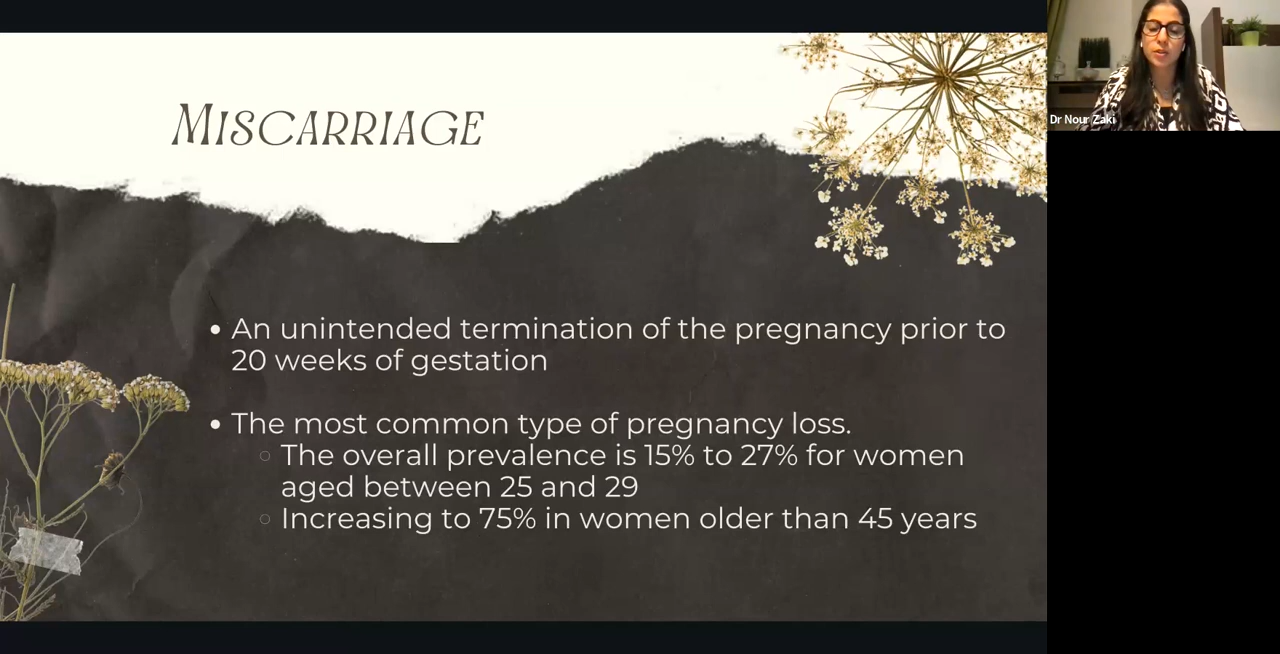 MISCARRIAGE
• An unintended termination of the pregnancy prior to
20 weeks of gestation
• The most common type of pregnancy loss.
○ The overall prevalence is 15% to 27% for women
aged between 25 and 29
○ Increasing to 75% in women older than 45 years
Dr Nour Zaki